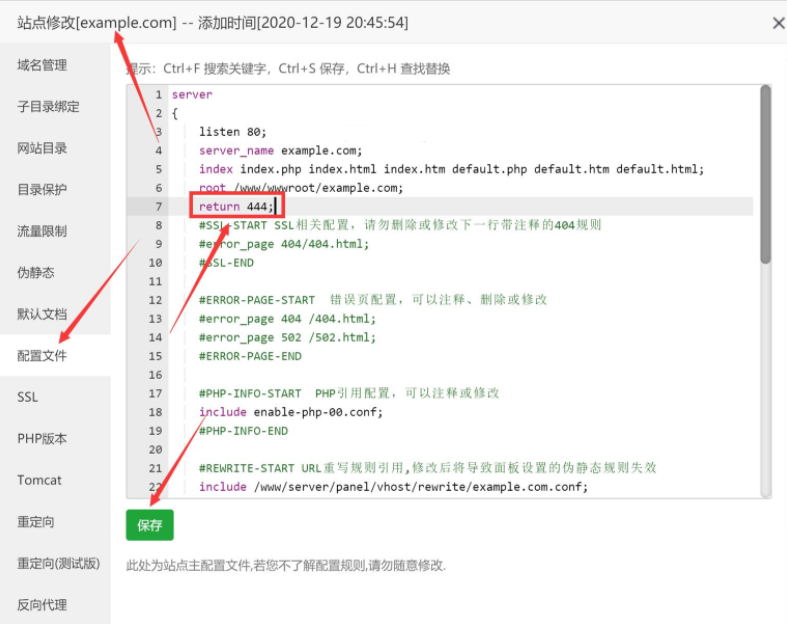 站点修改[example.com] -- 添加时间[2020-12-19 20:45:54]
域名管理
子目录绑定
网站目录
目录保护
流量限制
伪静态
默认文档
配置文件
SSL
PHP版本
Tomcat
重定向
重定向(测试版)
反向代理
提示：Ctrl+F 搜索关键字，Ctrl+S 保存，Ctrl+H 查找替换
1 server
2 {
3 listen 80;
4 server_name example.com;
5 index index.php index.html index.htm default.php default.htm default.html;
6 root /www/wwwroot/example.com;
7 return 444;
8 #SSL-START SSL相关配置，请勿删除或修改下一行带注释的404规则
9 #error_page 404/404.html;
10 #SSL-END
11
12 #ERROR-PAGE-START 错误页配置，可以注释、删除或修改
13 #error_page 404 /404.html;
14 #error_page 502 /502.html;
15 #ERROR-PAGE-END
16
17 #PHP-INFO-START PHP引用配置，可以注释或修改
18 include enable-php-00.conf;
19 #PHP-INFO-END
20
21 #REWRITE-START URL重写规则引用,修改后将导致面板设置的伪静态规则失效
22 include /www/server/panel/vhost/rewrite/example.com.conf;
保存
此处为站点主配置文件,若您不了解配置规则,请勿随意修改.